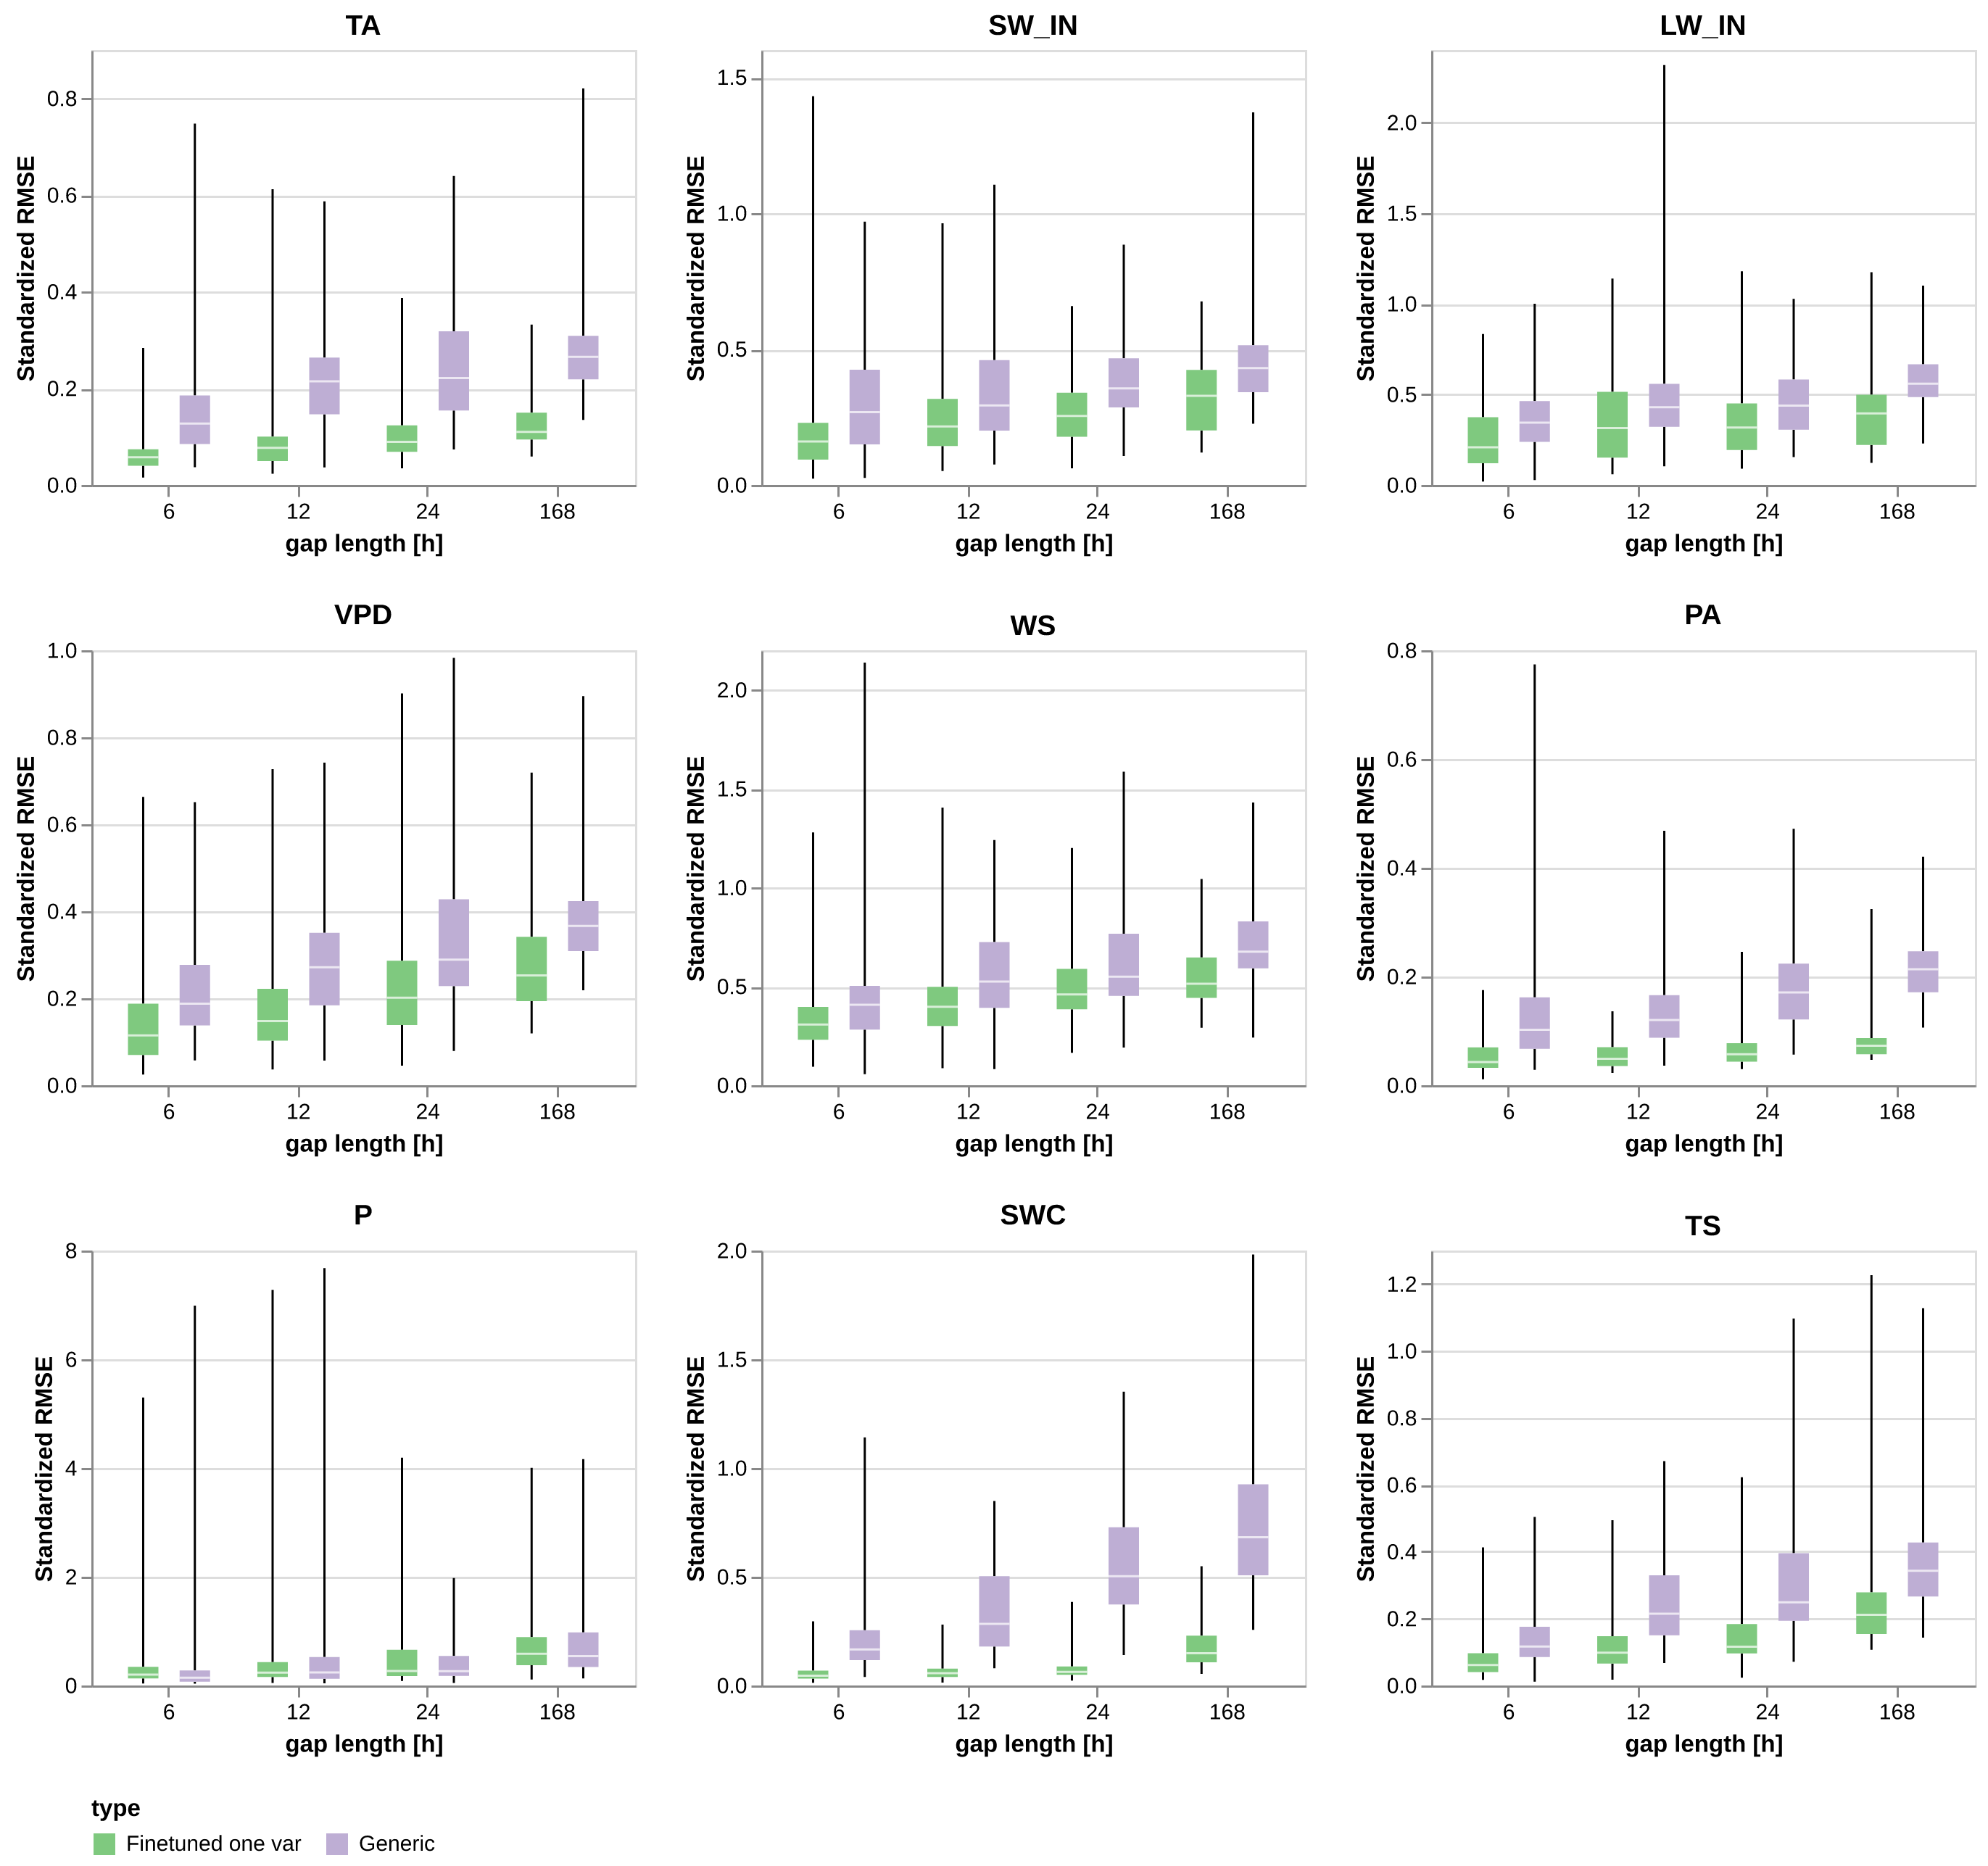 TA
Standardized RMSE
0.8
0.6
0.4
0.2
0.0
6 12 24 168
gap length [h]
SW_IN
Standardized RMSE
1.5
1.0
0.5
0.0
6 12 24 168
gap length [h]
LW_IN
Standardized RMSE
2.0
1.5
1.0
0.5
0.0
6 12 24 168
gap length [h]
VPD
Standardized RMSE
1.0
0.8
0.6
0.4
0.2
0.0
6 12 24 168
gap length [h]
WS
Standardized RMSE
2.0
1.5
1.0
0.5
0.0
6 12 24 168
gap length [h]
PA
Standardized RMSE
0.8
0.6
0.4
0.2
0.0
6 12 24 168
gap length [h]
P
Standardized RMSE
8
6
4
2
0
6 12 24 168
gap length [h]
SWC
Standardized RMSE
2.0
1.5
1.0
0.5
0.0
6 12 24 168
gap length [h]
TS
Standardized RMSE
1.2
1.0
0.8
0.6
0.4
0.2
0.0
6 12 24 168
gap length [h]
type
Finetuned one var Generic